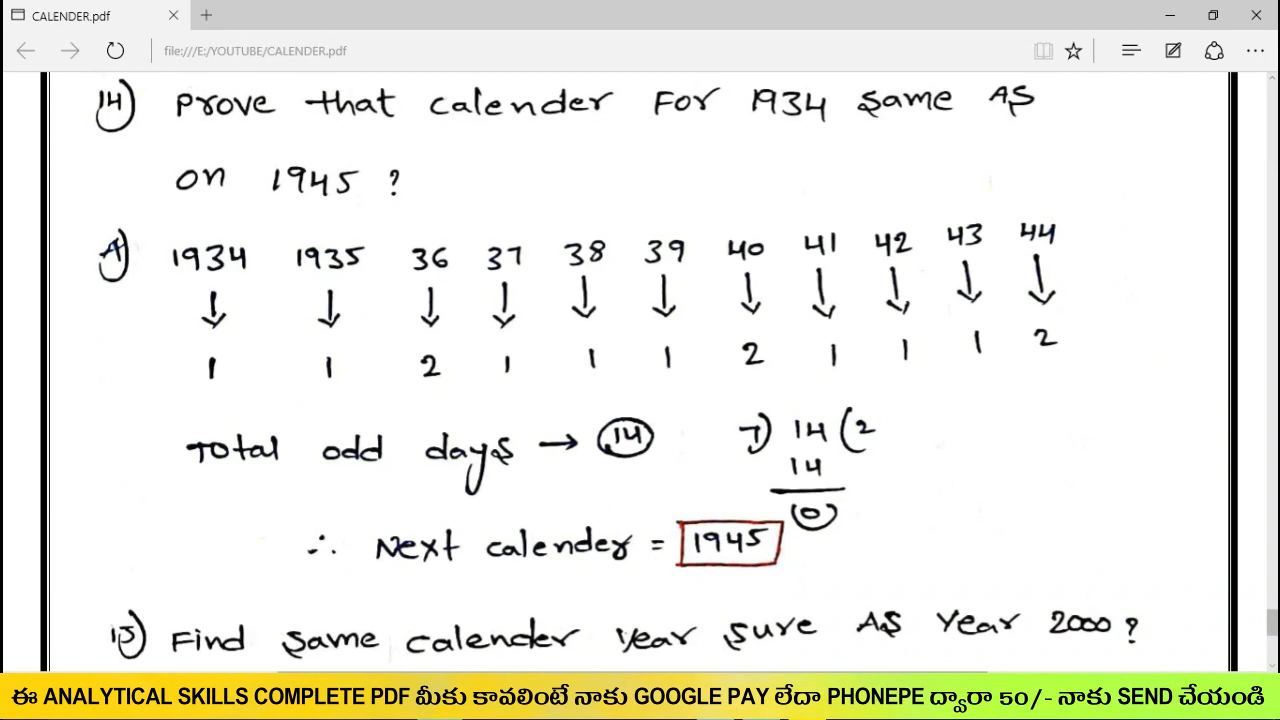 CALENDER.pdf
file:///E:/YOUTUBE/CALENDER.pdf
14) Prove that calender For 1934 same As
on 1945 ?
A) 1934 1935 36 37 38 39 40 41 42 43 44
↓ ↓ ↓ ↓ ↓ ↓ ↓ ↓ ↓ ↓ ↓
1 1 2 1 1 1 2 1 1 1 2
Total odd days → 14 7) 14 (2
14
(0)
∴ Next calender = 1945
15) Find same calender year sure As Year 2000 ?
ఈ ANALYTICAL SKILLS COMPLETE PDF మీకు కావలింటే నాకు GOOGLE PAY లేదా PHONEPE ద్వారా 50/- నాకు SEND చేయండి